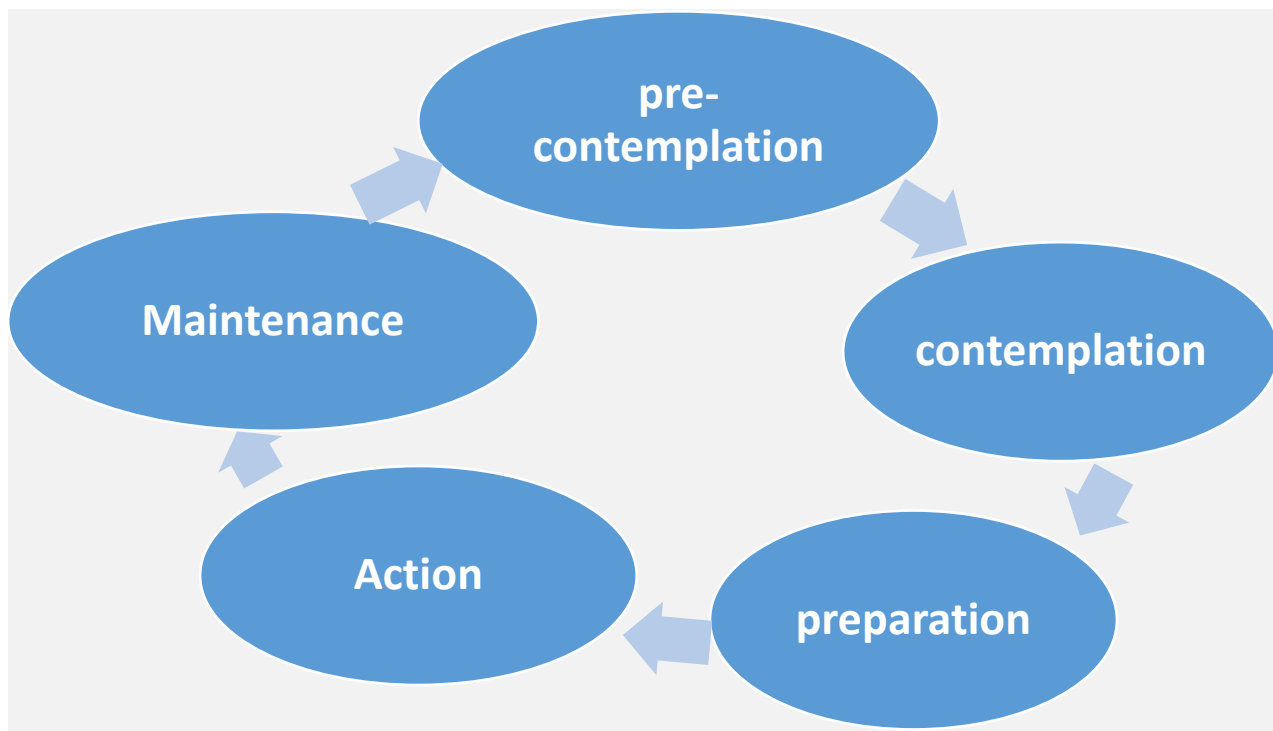 pre-
contemplation
contemplation
preparation
Action
Maintenance